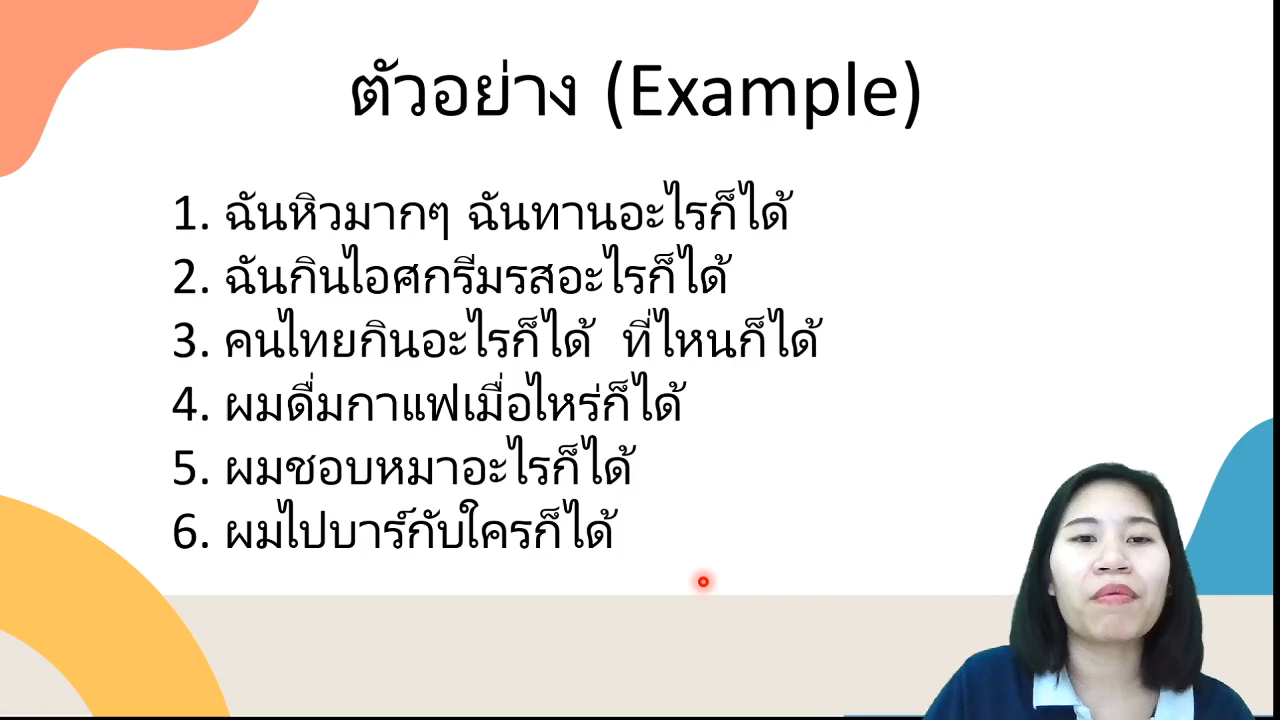 ตัวอย่าง (Example)
1. ฉันหิวมากๆ ฉันทานอะไรก็ได้
2. ฉันกินไอศกรีมรสอะไรก็ได้
3. คนไทยกินอะไรก็ได้ ที่ไหนก็ได้
4. ผมดื่มกาแฟเมื่อไหร่ก็ได้
5. ผมชอบหมาอะไรก็ได้
6. ผมไปบาร์กับใครก็ได้